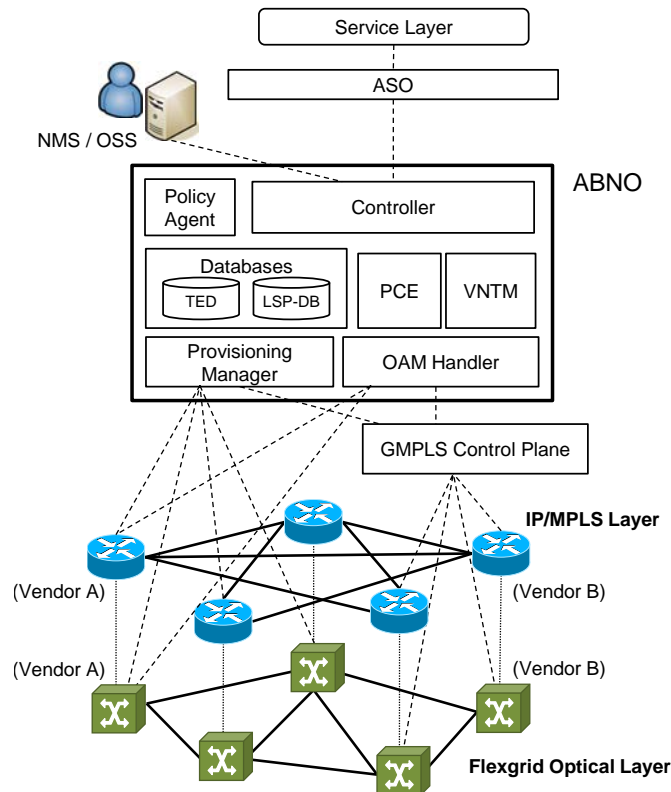 Service Layer
ASO
NMS / OSS
ABNO
Policy
Agent
Controller
Databases
TED
LSP-DB
PCE
VNTM
Provisioning
Manager
OAM Handler
GMPLS Control Plane
IP/MPLS Layer
(Vendor A)
(Vendor B)
(Vendor A)
(Vendor B)
Flexgrid Optical Layer